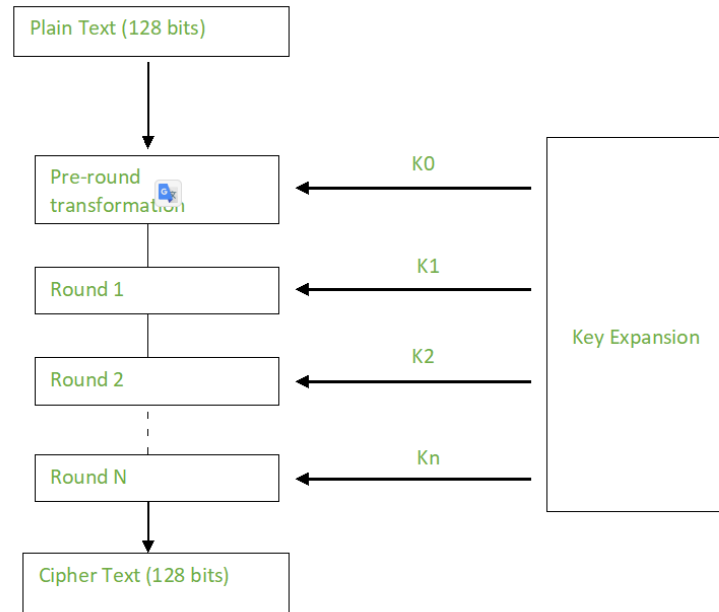 Plain Text (128 bits)
Pre-round
transformation
K0
Round 1
K1
Key Expansion
Round 2
K2
Round N
Kn
Cipher Text (128 bits)